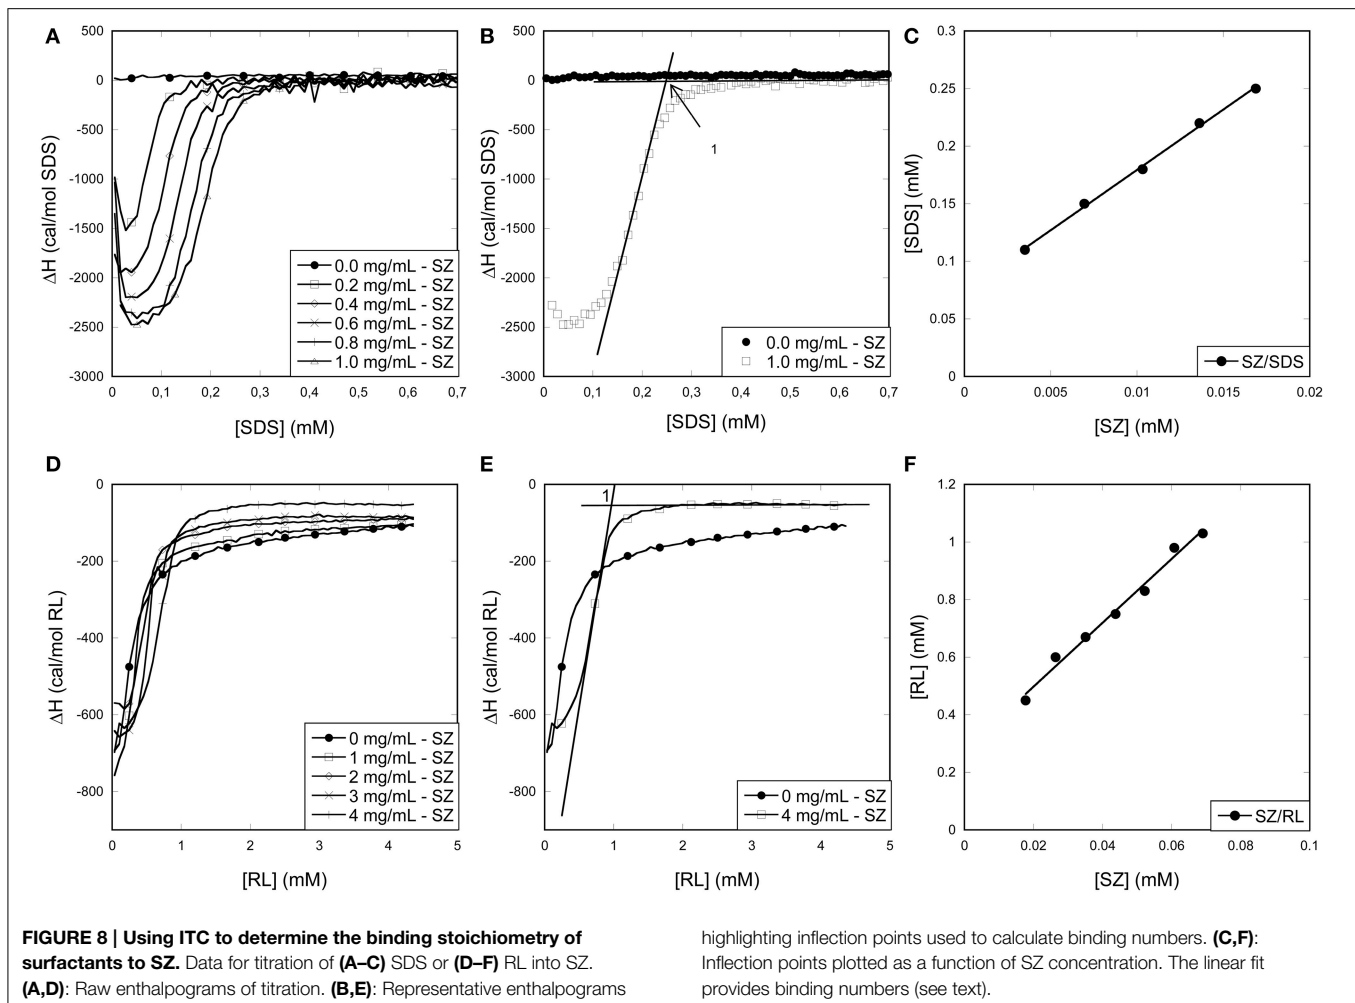 A
500
0
-500
-1000
-1500
-2000
-2500
-3000
ΔH (cal/mol SDS)
0
0,1
0,2
0,3
0,4
0,5
0,6
0,7
[SDS] (mM)
0.0 mg/mL - SZ
0.2 mg/mL - SZ
0.4 mg/mL - SZ
0.6 mg/mL - SZ
0.8 mg/mL - SZ
1.0 mg/mL - SZ
B
500
0
-500
-1000
-1500
-2000
-2500
-3000
ΔH (cal/mol SDS)
1
0
0,1
0,2
0,3
0,4
0,5
0,6
0,7
[SDS] (mM)
0.0 mg/mL - SZ
1.0 mg/mL - SZ
C
0.3
0.25
0.2
0.15
0.1
0.05
0
[SDS] (mM)
0
0.005
0.01
0.015
0.02
[SZ] (mM)
SZ/SDS
D
0
-200
-400
-600
-800
ΔH (cal/mol RL)
0
1
2
3
4
5
[RL] (mM)
0 mg/mL - SZ
1 mg/mL - SZ
2 mg/mL - SZ
3 mg/mL - SZ
4 mg/mL - SZ
E
0
-200
-400
-600
-800
ΔH (cal/mol RL)
1
0
1
2
3
4
5
[RL] (mM)
0 mg/mL - SZ
4 mg/mL - SZ
F
1.2
1
0.8
0.6
0.4
0.2
0
[RL] (mM)
0
0.02
0.04
0.06
0.08
0.1
[SZ] (mM)
SZ/RL
FIGURE 8 | Using ITC to determine the binding stoichiometry of
surfactants to SZ. Data for titration of (A–C) SDS or (D–F) RL into SZ.
(A,D): Raw enthalpograms of titration. (B,E): Representative enthalpograms
highlighting inflection points used to calculate binding numbers. (C,F):
Inflection points plotted as a function of SZ concentration. The linear fit
provides binding numbers (see text).